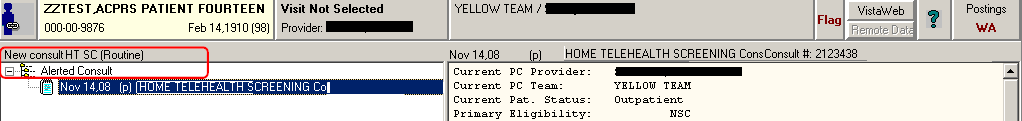 ZZTEST,ACPRS PATIENT FOURTEEN
000-00-9876 Feb 14,1910 (98)
Visit Not Selected
Provider:
YELLOW TEAM / S
Flag
VistaWeb
Remote Data
?
Postings
WA
New consult HT SC (Routine)
Alerted Consult
Nov 14,08 (p) HOME TELEHEALTH SCREENING Co
Nov 14,08 (p) HOME TELEHEALTH SCREENING ConsConsult #: 2123438
Current PC Provider: S
Current PC Team: YELLOW TEAM
Current Pat. Status: Outpatient
Primary Eligibility: NSC